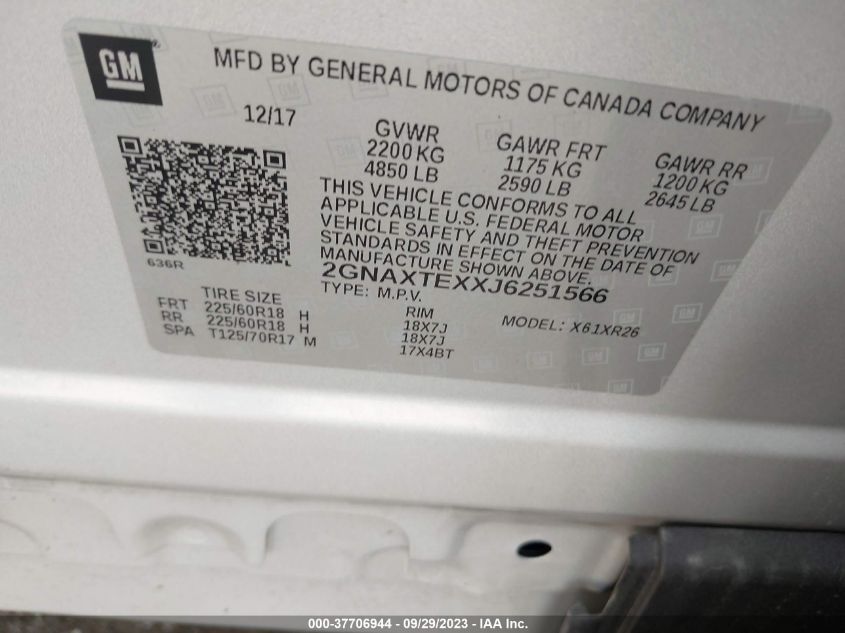 GM
MFD BY GENERAL MOTORS OF CANADA COMPANY
12/17
GVWR
2200 KG
4850 LB
GAWR FRT
1175 KG
2590 LB
GAWR RR
1200 KG
2645 LB
THIS VEHICLE CONFORMS TO ALL
APPLICABLE U.S. FEDERAL MOTOR
VEHICLE SAFETY AND THEFT PREVENTION
STANDARDS IN EFFECT ON THE DATE OF
MANUFACTURE SHOWN ABOVE.
2GNAXTEXXJ6251566
TYPE: M.P.V.
MODEL: X61XR26
636R
TIRE SIZE
RIM
FRT 225/60R18 H 18X7J
RR 225/60R18 H 18X7J
SPA T125/70R17 M 17X4BT
000-37706944 - 09/29/2023 - IAA Inc.